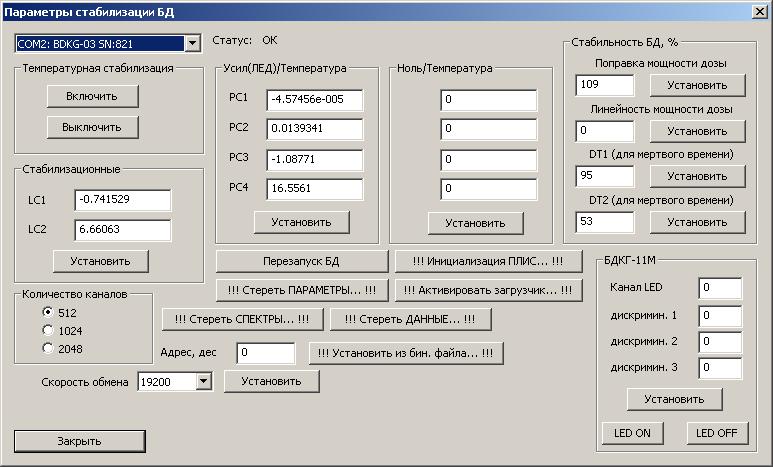 Параметры стабилизации БД
COM2: BDKG-03 SN:821
Статус: OK
Температурная стабилизация
Включить
Выключить
Стабилизационные
LC1 -0.741529
LC2 6.66063
Установить
Усил(ЛЕД)/Температура
PC1 -4.57456e-005
PC2 0.0139341
PC3 -1.08771
PC4 16.5561
Установить
Ноль/Температура
0
0
0
0
Установить
Стабильность БД, %
Поправка мощности дозы
109 Установить
Линейность мощности дозы
0 Установить
DT1 (для мертвого времени)
95 Установить
DT2 (для мертвого времени)
53 Установить
Перезапуск БД
!!! Инициализация ПЛИС... !!!
!!! Стереть ПАРАМЕТРЫ... !!!
!!! Активировать загрузчик... !!!
Количество каналов
512
1024
2048
!!! Стереть СПЕКТРЫ... !!!
!!! Стереть ДАННЫЕ... !!!
Адрес, дес 0
!!! Установить из бин. файла... !!!
Скорость обмена 19200 Установить
БДКГ-11М
Канал LED 0
дискримин. 1 0
дискримин. 2 0
дискримин. 3 0
Установить
LED ON
LED OFF
Закрыть